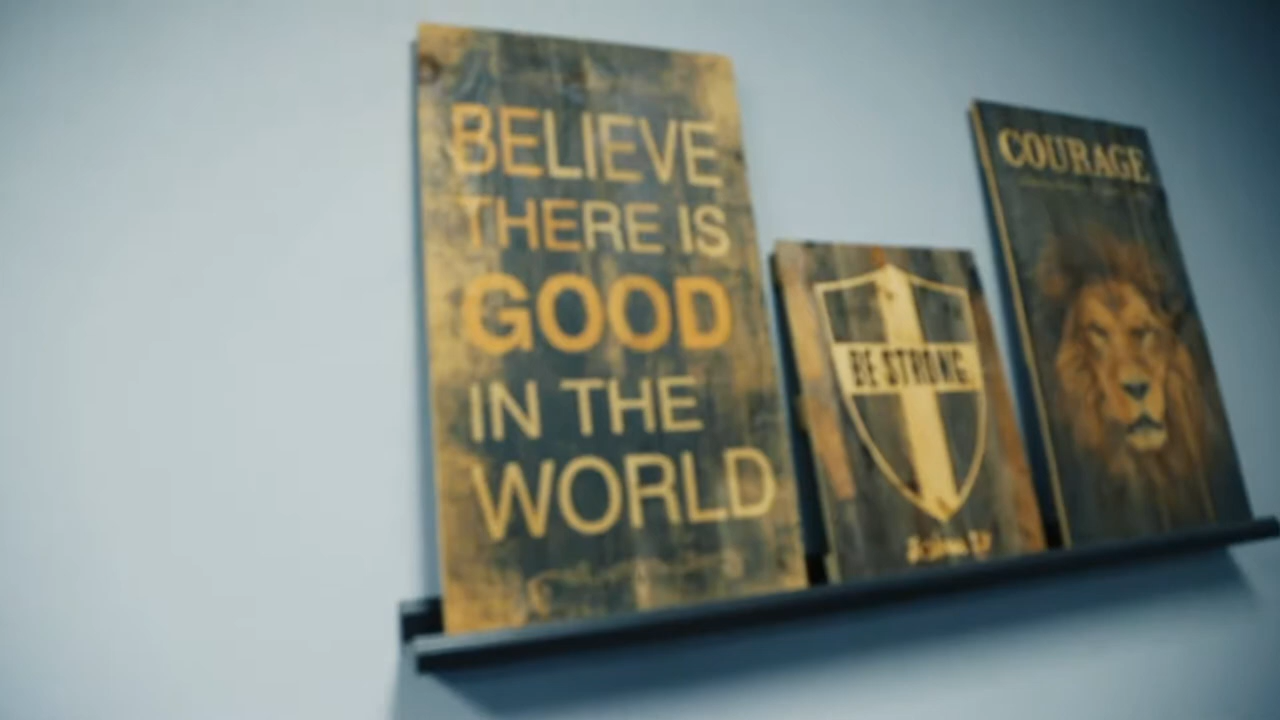 BELIEVE
THERE IS
GOOD
IN THE
WORLD
BE STRONG
COURAGE